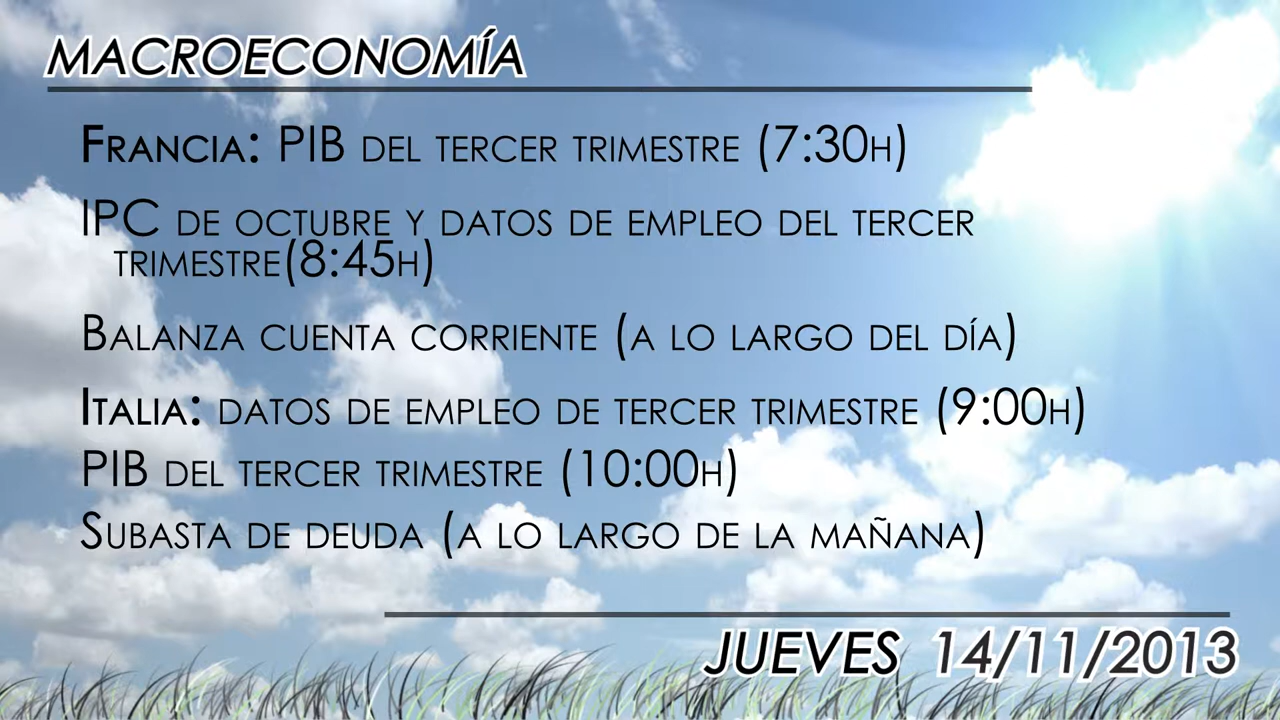 MACROECONOMÍA
FRANCIA: PIB DEL TERCER TRIMESTRE (7:30H)
IPC DE OCTUBRE Y DATOS DE EMPLEO DEL TERCER
TRIMESTRE(8:45H)
BALANZA CUENTA CORRIENTE (A LO LARGO DEL DÍA)
ITALIA: DATOS DE EMPLEO DE TERCER TRIMESTRE (9:00H)
PIB DEL TERCER TRIMESTRE (10:00H)
SUBASTA DE DEUDA (A LO LARGO DE LA MAÑANA)
JUEVES 14/11/2013